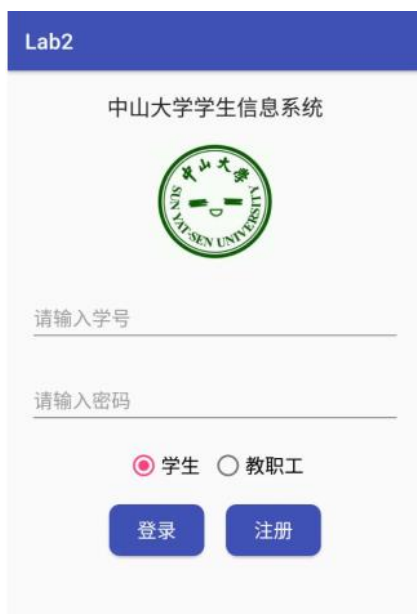 Lab2
中山大学学生信息系统
中山大學
SUN YAT-SEN UNIVERSITY
请输入学号
请输入密码
学生 教职工
登录 注册